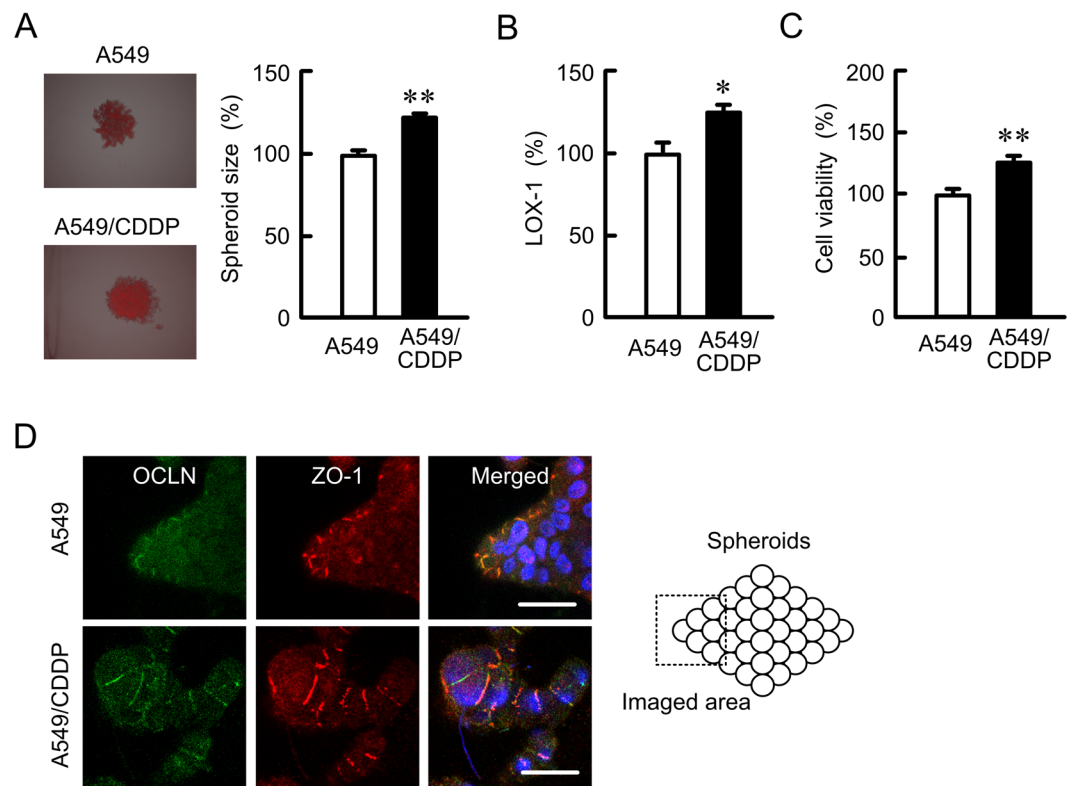 A
A549
A549/CDDP
Spheroid size (%)
150
100
50
0
**
A549
A549/
CDDP
B
LOX-1 (%)
150
100
50
0
*
A549
A549/
CDDP
C
Cell viability (%)
200
150
100
50
0
**
A549
A549/
CDDP
D
OCLN
ZO-1
Merged
A549
A549/CDDP
Spheroids
Imaged area